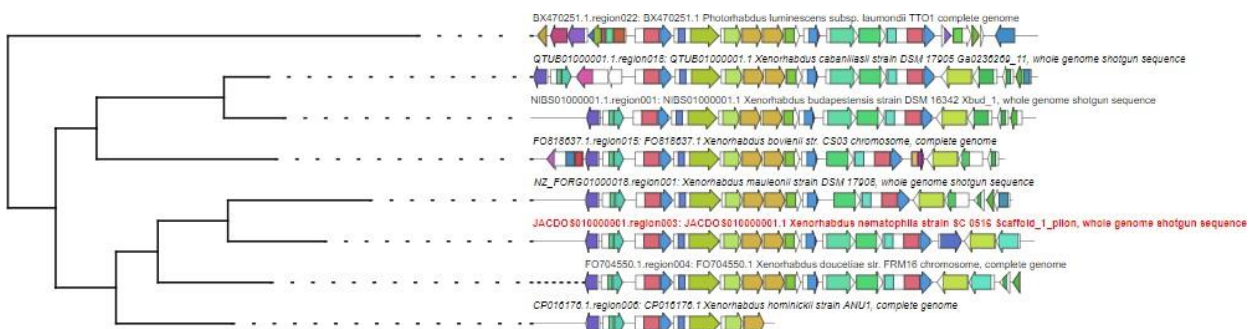 BX470251.1.region022: BX470251.1 Photorhabdus luminescens subsp. laumondii TTO1 complete genome
QTUB01000001.1.region018: QTUB01000001.1 Xenorhabdus cabanillasii strain DSM 17905 Ga0236269_11, whole genome shotgun sequence
NIBS01000001.1.region001: NIBS01000001.1 Xenorhabdus budapestensis strain DSM 16342 Xbud_1, whole genome shotgun sequence
FO818637.1.region015: FO818637.1 Xenorhabdus bovienii str. CS03 chromosome, complete genome
NZ_FORG01000018.region001: Xenorhabdus mauleonii strain DSM 17908, whole genome shotgun sequence
JACDOS010000001.region003: JACDOS010000001.1 Xenorhabdus nematophila strain SC 0516 Scaffold_1_pilon, whole genome shotgun sequence
FO704550.1.region004: FO704550.1 Xenorhabdus doucetiae str. FRM16 chromosome, complete genome
CP016176.1.region006: CP016176.1 Xenorhabdus hominickii strain ANU1, complete genome